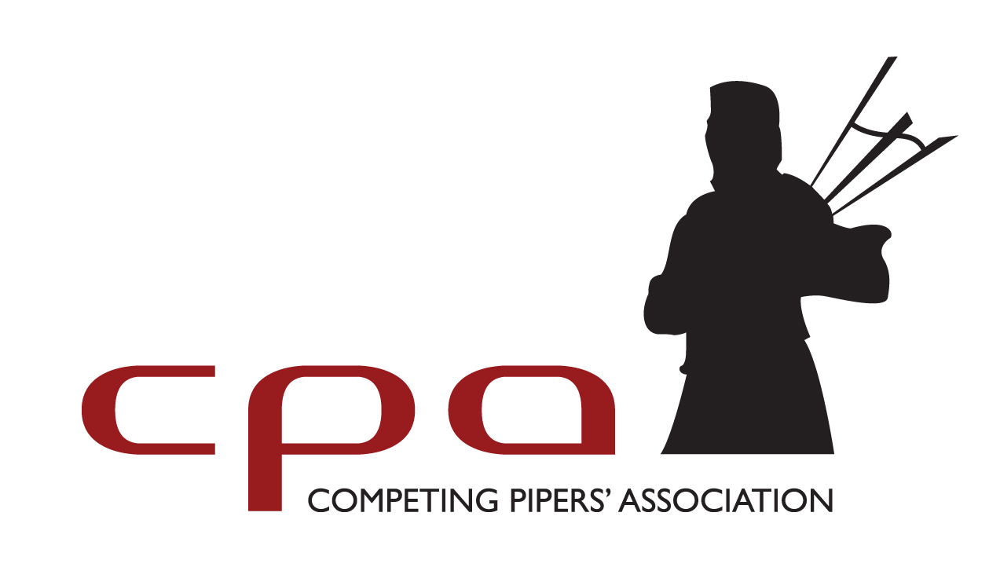 cpa
COMPETING PIPERS’ ASSOCIATION